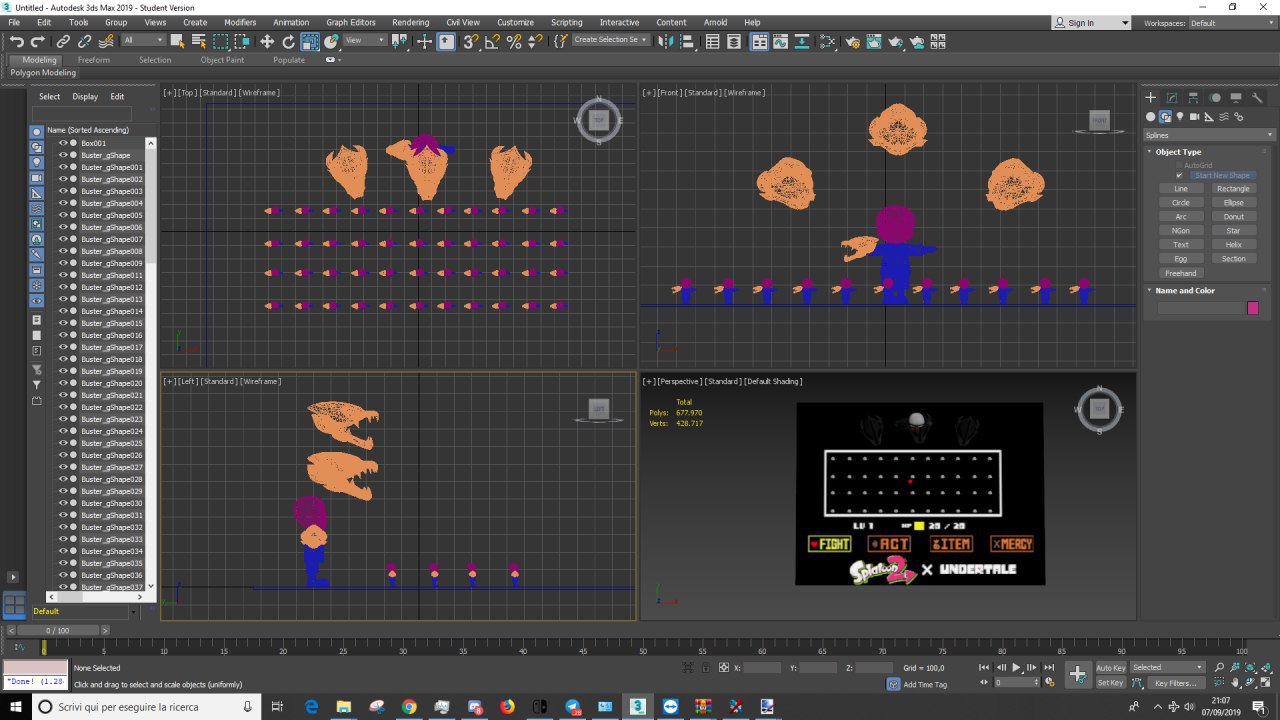 Untitled - Autodesk 3ds Max 2019 - Student Version
File Edit Tools Group Views Create Modifiers Animation Graph Editors Rendering Civil View Customize Scripting Interactive Content Arnold Help Sign In Workspaces: Default
All View Create Selection Se
Modeling Freeform Selection Object Paint Populate
Polygon Modeling
Select Display Edit
Name (Sorted Ascending)
Box001
Buster_gShape
Buster_gShape001
Buster_gShape002
Buster_gShape003
Buster_gShape004
Buster_gShape005
Buster_gShape006
Buster_gShape007
Buster_gShape008
Buster_gShape009
Buster_gShape011
Buster_gShape012
Buster_gShape013
Buster_gShape014
Buster_gShape015
Buster_gShape016
Buster_gShape017
Buster_gShape018
Buster_gShape019
Buster_gShape020
Buster_gShape021
Buster_gShape022
Buster_gShape023
Buster_gShape024
Buster_gShape025
Buster_gShape026
Buster_gShape027
Buster_gShape028
Buster_gShape029
Buster_gShape030
Buster_gShape031
Buster_gShape032
Buster_gShape033
Buster_gShape034
Buster_gShape035
Buster_gShape036
Buster_gShape037
Default
[+] [Top] [Standard] [Wireframe]
N
W TOP E
S
[+] [Front] [Standard] [Wireframe]
FRONT
[+] [Left] [Standard] [Wireframe]
LEFT
[+] [Perspective] [Standard] [Default Shading]
Total
Polys: 677.970
Verts: 428.717
N
W TOP E
S
LV 1 HP 20 / 20
FIGHT ACT ITEM MERCY
Splatoon 2 X UNDERTALE
Splines
Object Type
AutoGrid
Start New Shape
Line Rectangle
Circle Ellipse
Arc Donut
NGon Star
Text Helix
Egg Section
Freehand
Name and Color
0 / 100
0 5 10 15 20 25 30 35 40 45 50 55 60 65 70 75 80 85 90 95 100
None Selected X: Y: Z: Grid = 100,0 Auto Key Selected
"Done! (1.28 Click and drag to select and scale objects (uniformly) Add Time Tag 0 Set Key Key Filters...
Scrivi qui per eseguire la ricerca
21:07
07/09/2019